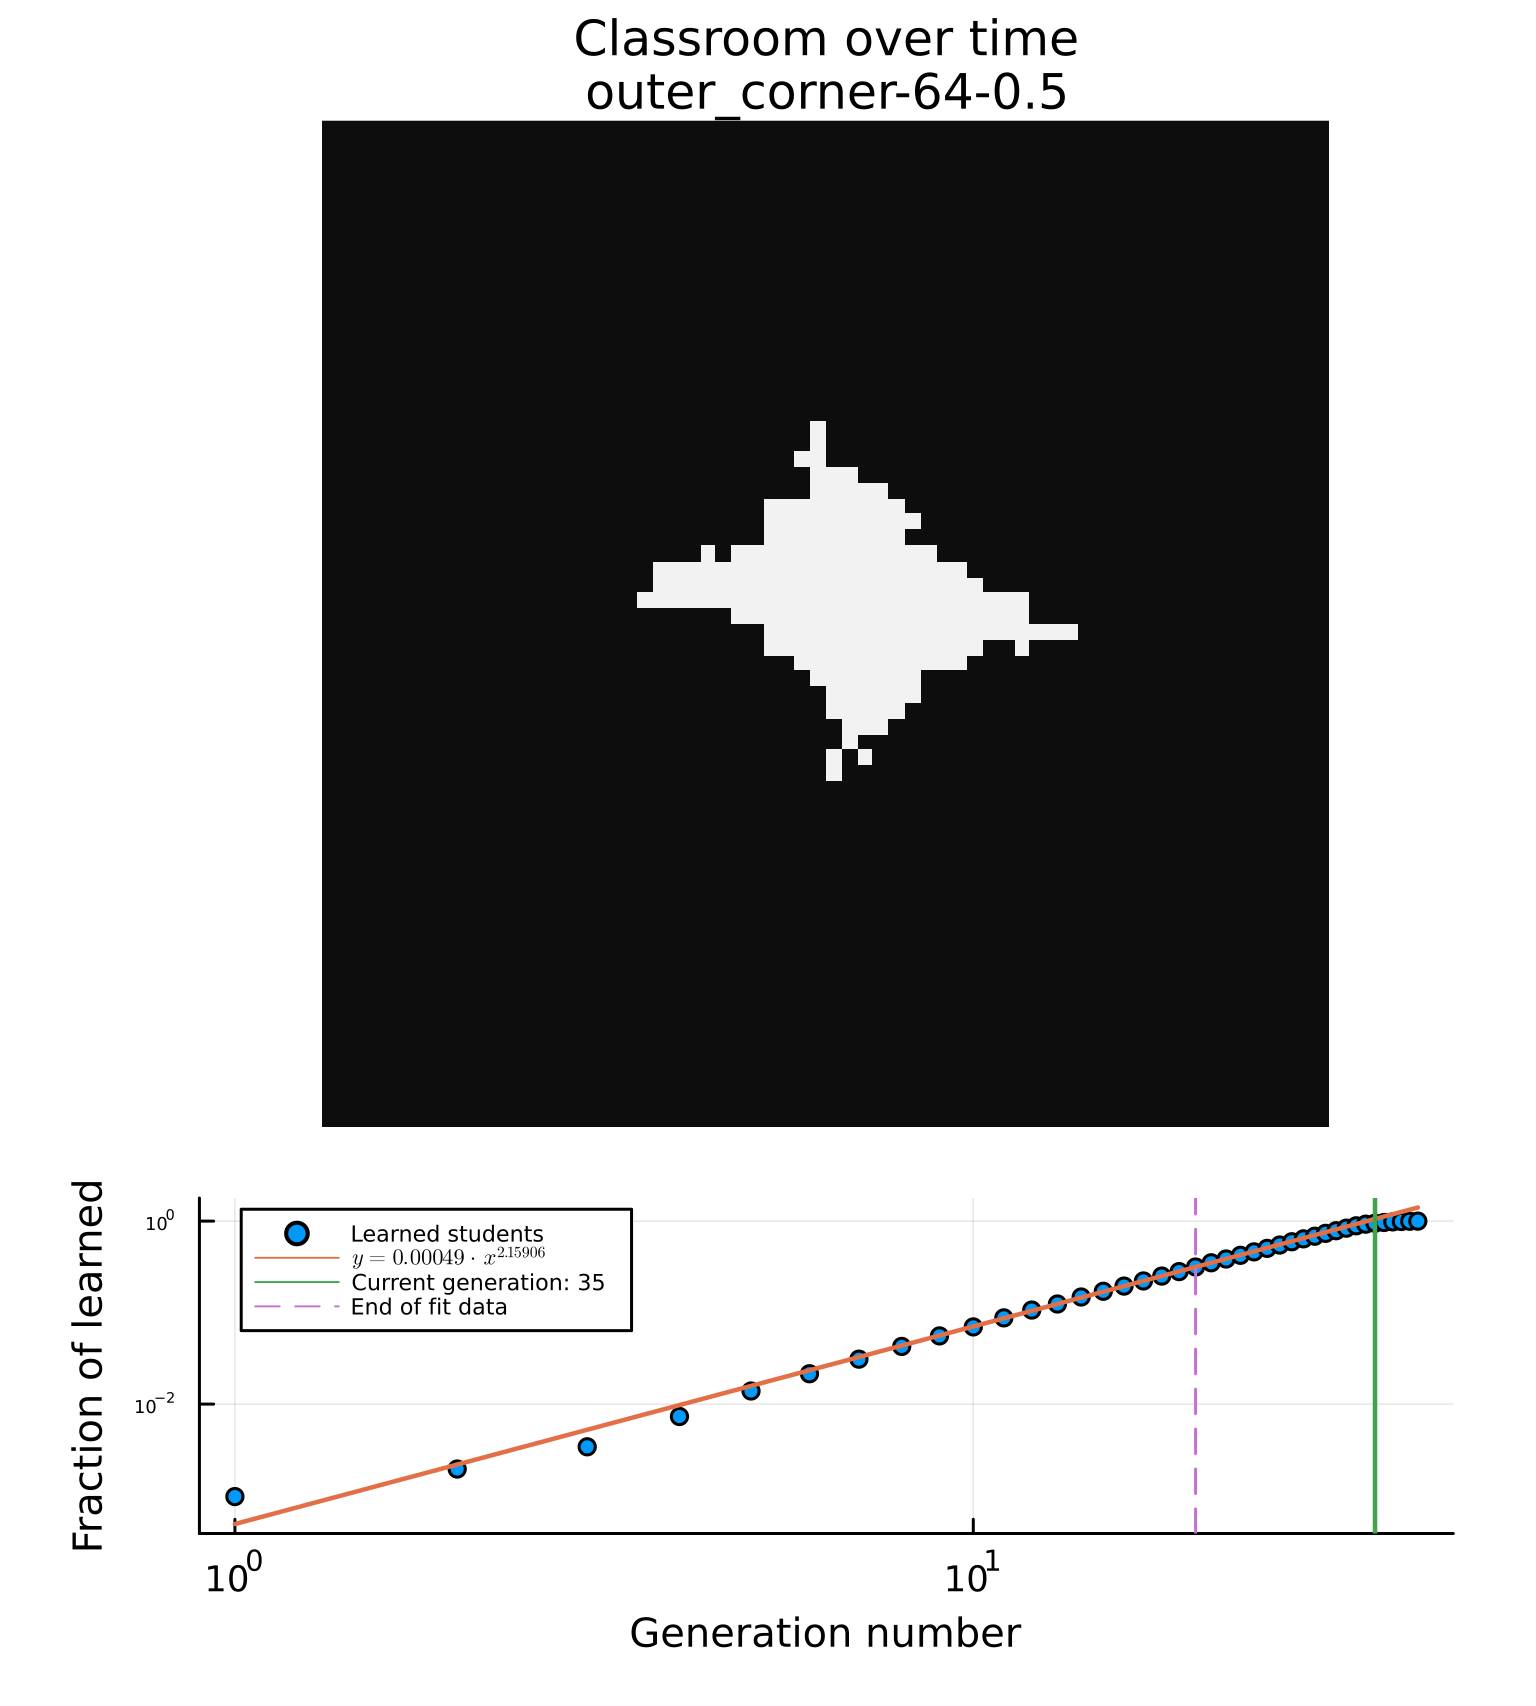 Classroom over time
outer_corner-64-0.5
Fraction of learned
10^0
10^−2
Learned students
y = 0.00049 · x^2.15906
Current generation: 35
End of fit data
10^0
10^1
Generation number